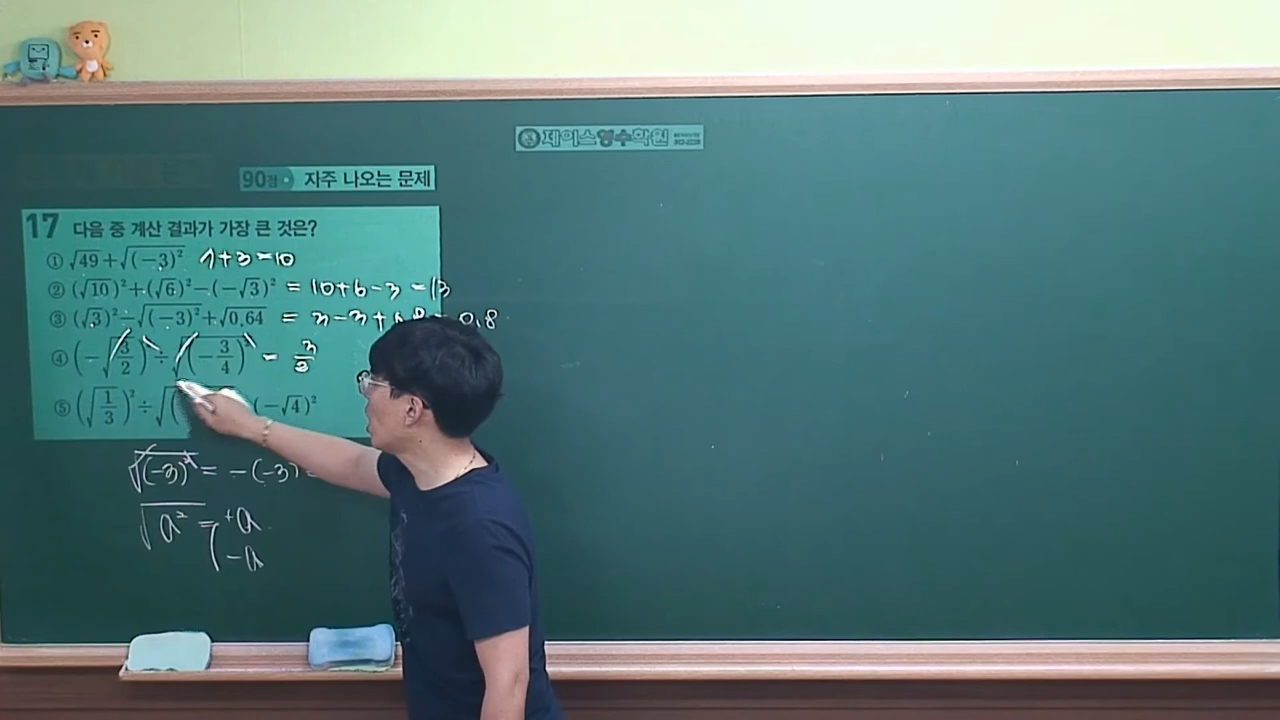 제이스영수학원
90점 자주 나오는 문제
17 다음 중 계산 결과가 가장 큰 것은?
① √49+√(-3)² 7+3=10
② (√10)²+(√6)²-(-√3)² = 10+6-3=13
③ (√3)²-√(-3)²+√0.64 = 3-3+0.8=0.8
④ (-√3/2)²÷√(-3/4)² = 3/2
⑤ (√1/3)²÷√( (-√4)²
√(-3)² = -(-3)
√a² = +a
-a